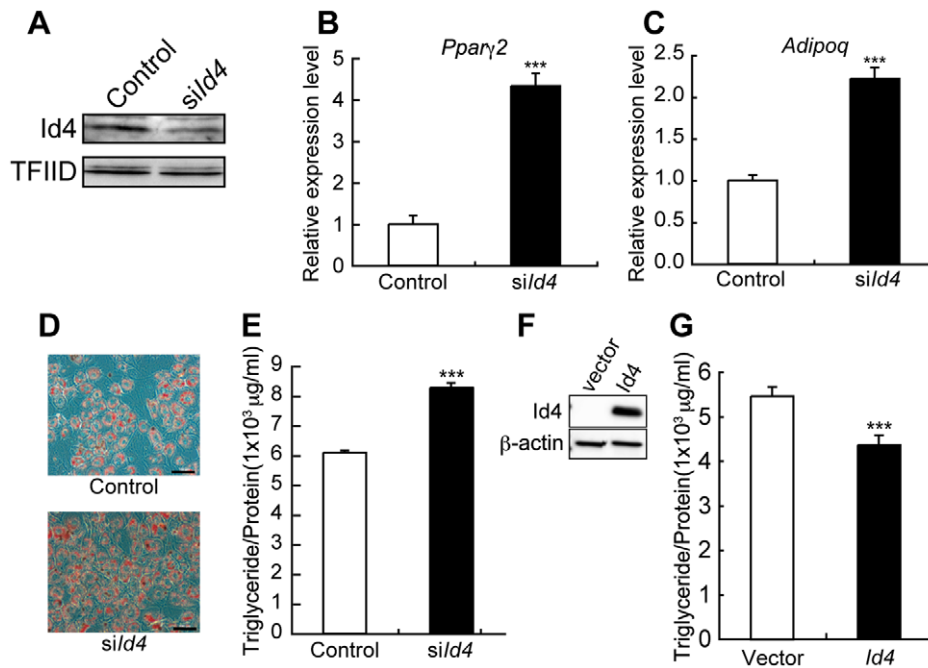 A
Control
siId4
Id4
TFIID
B
Pparγ2
Relative expression level
5
4
3
2
1
0
***
Control
siId4
C
Adipoq
Relative expression level
2.5
2.0
1.5
1.0
0.5
0
***
Control
siId4
D
Control
siId4
E
Triglyceride/Protein(1x10³ μg/ml)
9
8
7
6
5
4
3
2
1
0
***
Control
siId4
F
vector
Id4
Id4
β-actin
G
Triglyceride/Protein(1x10³ μg/ml)
6
5
4
3
2
1
0
***
Vector
Id4